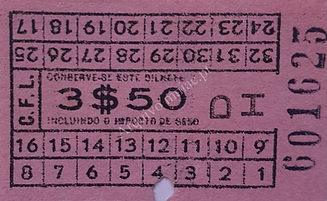 17 18 19 20 21 22 23 24
25 26 27 28 29 30 31 32
C.F.L.
CONSERVE-SE ESTE BILHETE
3$50
DI
INCLUINDO O IMPOSTO DE SELO
16 15 14 13 12 11 10 9
8 7 6 5 4 3 2 1
601625